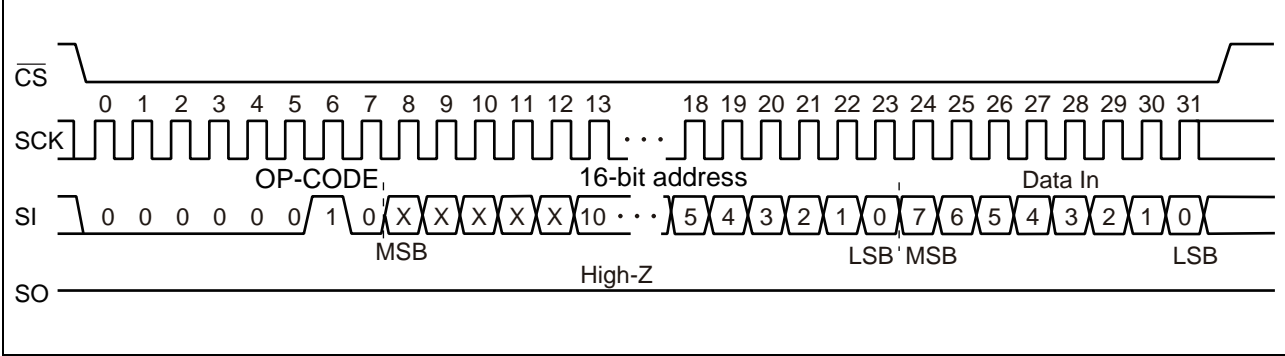 CS
0 1 2 3 4 5 6 7 8 9 10 11 12 13 18 19 20 21 22 23 24 25 26 27 28 29 30 31
SCK · · ·
OP-CODE 16-bit address Data In
SI 0 0 0 0 0 0 1 0 X X X X X 10 · · · 5 4 3 2 1 0 7 6 5 4 3 2 1 0
MSB LSB MSB LSB
High-Z
SO